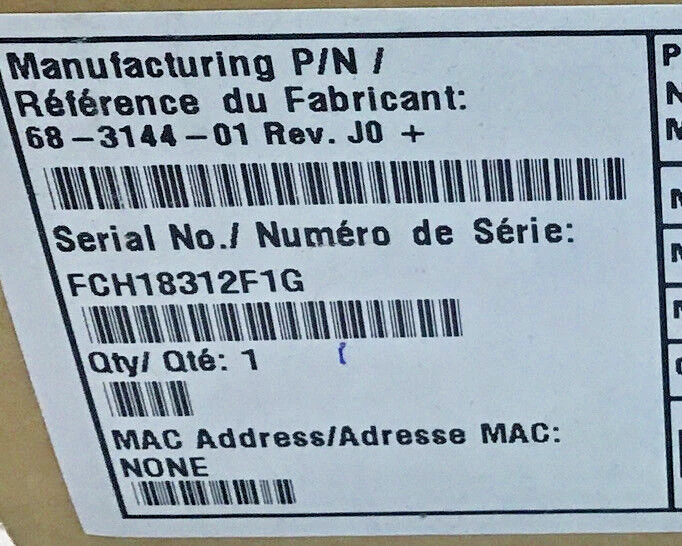 Manufacturing P/N /
Référence du Fabricant:
68-3144-01 Rev. J0 +
Serial No./ Numéro de Série:
FCH18312F1G
Qty/ Qté: 1
MAC Address/Adresse MAC:
NONE